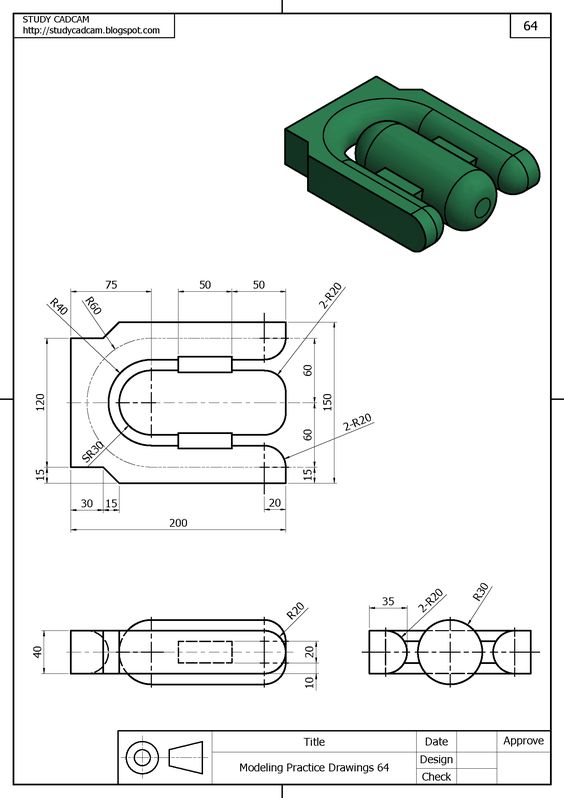 STUDY CADCAM
http://studycadcam.blogspot.com
64
75
50
50
2-R20
R40
R60
120
60
150
60
2-R20
SR30
15
15
30
15
20
200
R20
40
20
10
35
2-R20
R30
Title
Date
Approve
Modeling Practice Drawings 64
Design
Check